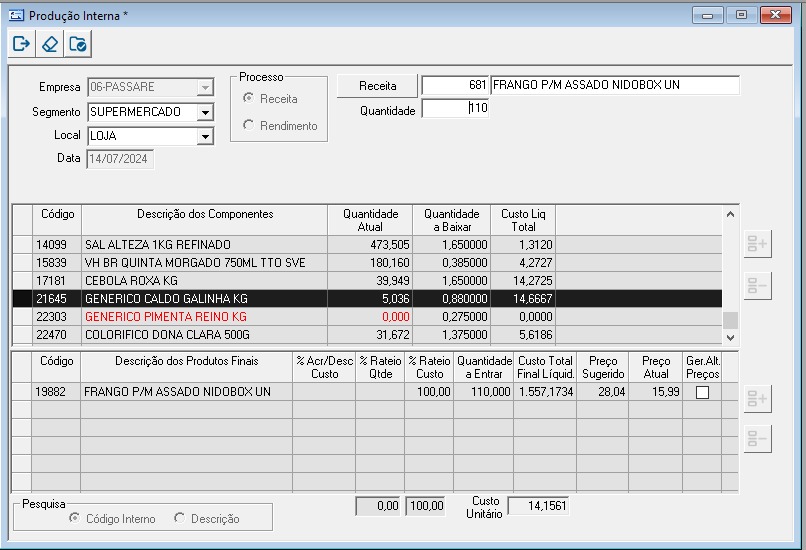 Produção Interna *
Empresa 06-PASSARE
Segmento SUPERMERCADO
Local LOJA
Data 14/07/2024
Processo
Receita
Rendimento
Receita 681 FRANGO P/M ASSADO NIDOBOX UN
Quantidade 110
Código Descrição dos Componentes Quantidade Atual Quantidade a Baixar Custo Liq Total
14099 SAL ALTEZA 1KG REFINADO 473,505 1,650000 1,3120
15839 VH BR QUINTA MORGADO 750ML TTO SVE 180,160 0,385000 4,2727
17181 CEBOLA ROXA KG 39,949 1,650000 14,2725
21645 GENERICO CALDO GALINHA KG 5,036 0,880000 14,6667
22303 GENERICO PIMENTA REINO KG 0,000 0,275000 0,0000
22470 COLORIFICO DONA CLARA 500G 31,672 1,375000 5,6186
Código Descrição dos Produtos Finais % Acr/Desc Custo % Rateio Qtde % Rateio Custo Quantidade a Entrar Custo Total Final Líquid. Preço Sugerido Preço Atual Ger.Alt. Preços
19882 FRANGO P/M ASSADO NIDOBOX UN 100,00 110,000 1.557,1734 28,04 15,99
Pesquisa
Código Interno Descrição
0,00 100,00 Custo Unitário 14,1561